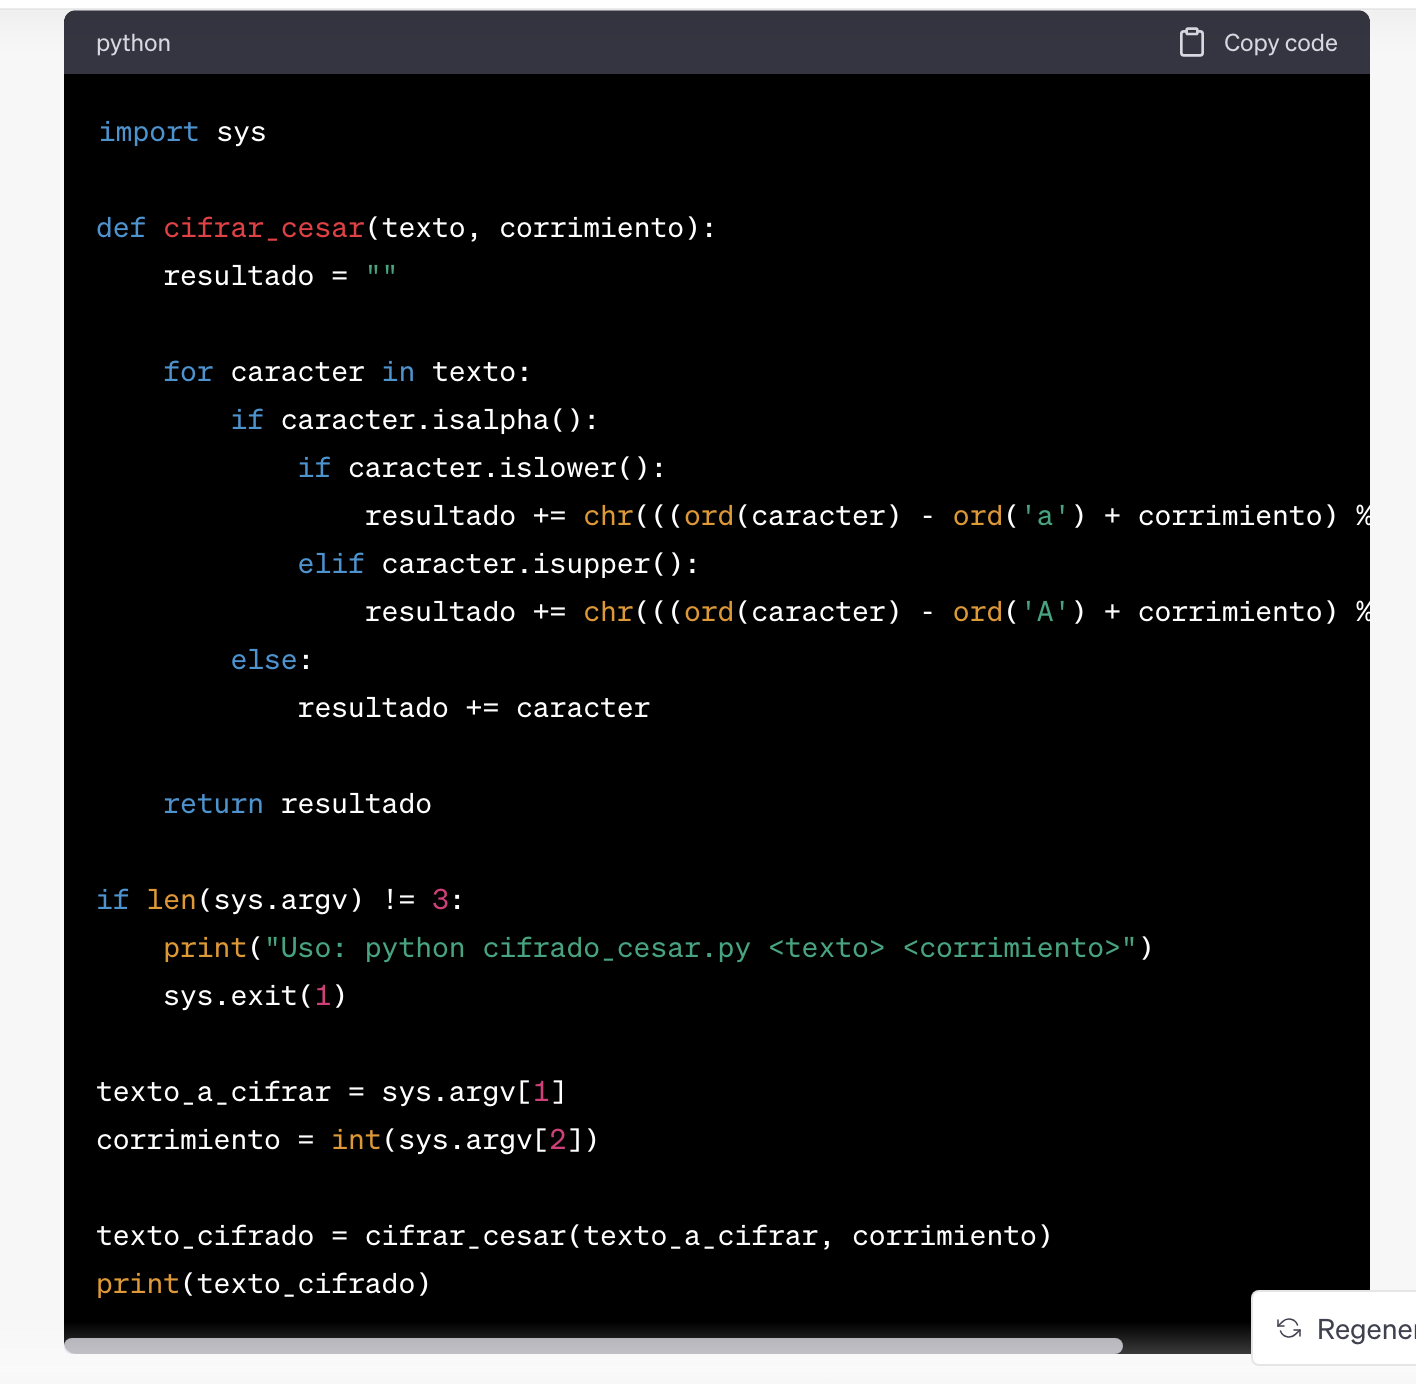 python Copy code
import sys
def cifrar_cesar(texto, corrimiento):
    resultado = ""
    for caracter in texto:
        if caracter.isalpha():
            if caracter.islower():
                resultado += chr(((ord(caracter) - ord('a') + corrimiento) %
            elif caracter.isupper():
                resultado += chr(((ord(caracter) - ord('A') + corrimiento) %
        else:
            resultado += caracter
    return resultado
if len(sys.argv) != 3:
    print("Uso: python cifrado_cesar.py <texto> <corrimiento>")
    sys.exit(1)
texto_a_cifrar = sys.argv[1]
corrimiento = int(sys.argv[2])
texto_cifrado = cifrar_cesar(texto_a_cifrar, corrimiento)
print(texto_cifrado)